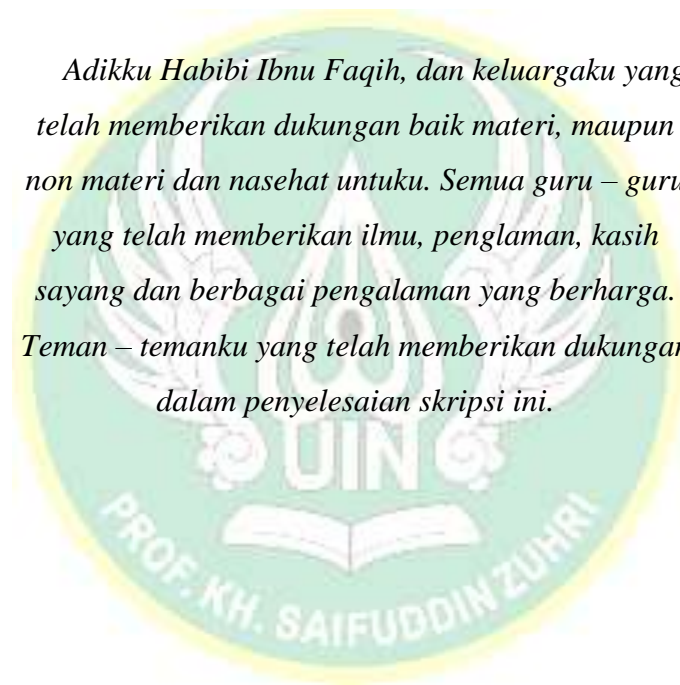 Adikku Habibi Ibnu Faqih, dan keluargaku yang
telah memberikan dukungan baik materi, maupun
non materi dan nasehat untuku. Semua guru – guru
yang telah memberikan ilmu, penglaman, kasih
sayang dan berbagai pengalaman yang berharga.
Teman – temanku yang telah memberikan dukungan
dalam penyelesaian skripsi ini.
UIN
PROF. KH. SAIFUDDIN ZUHRI